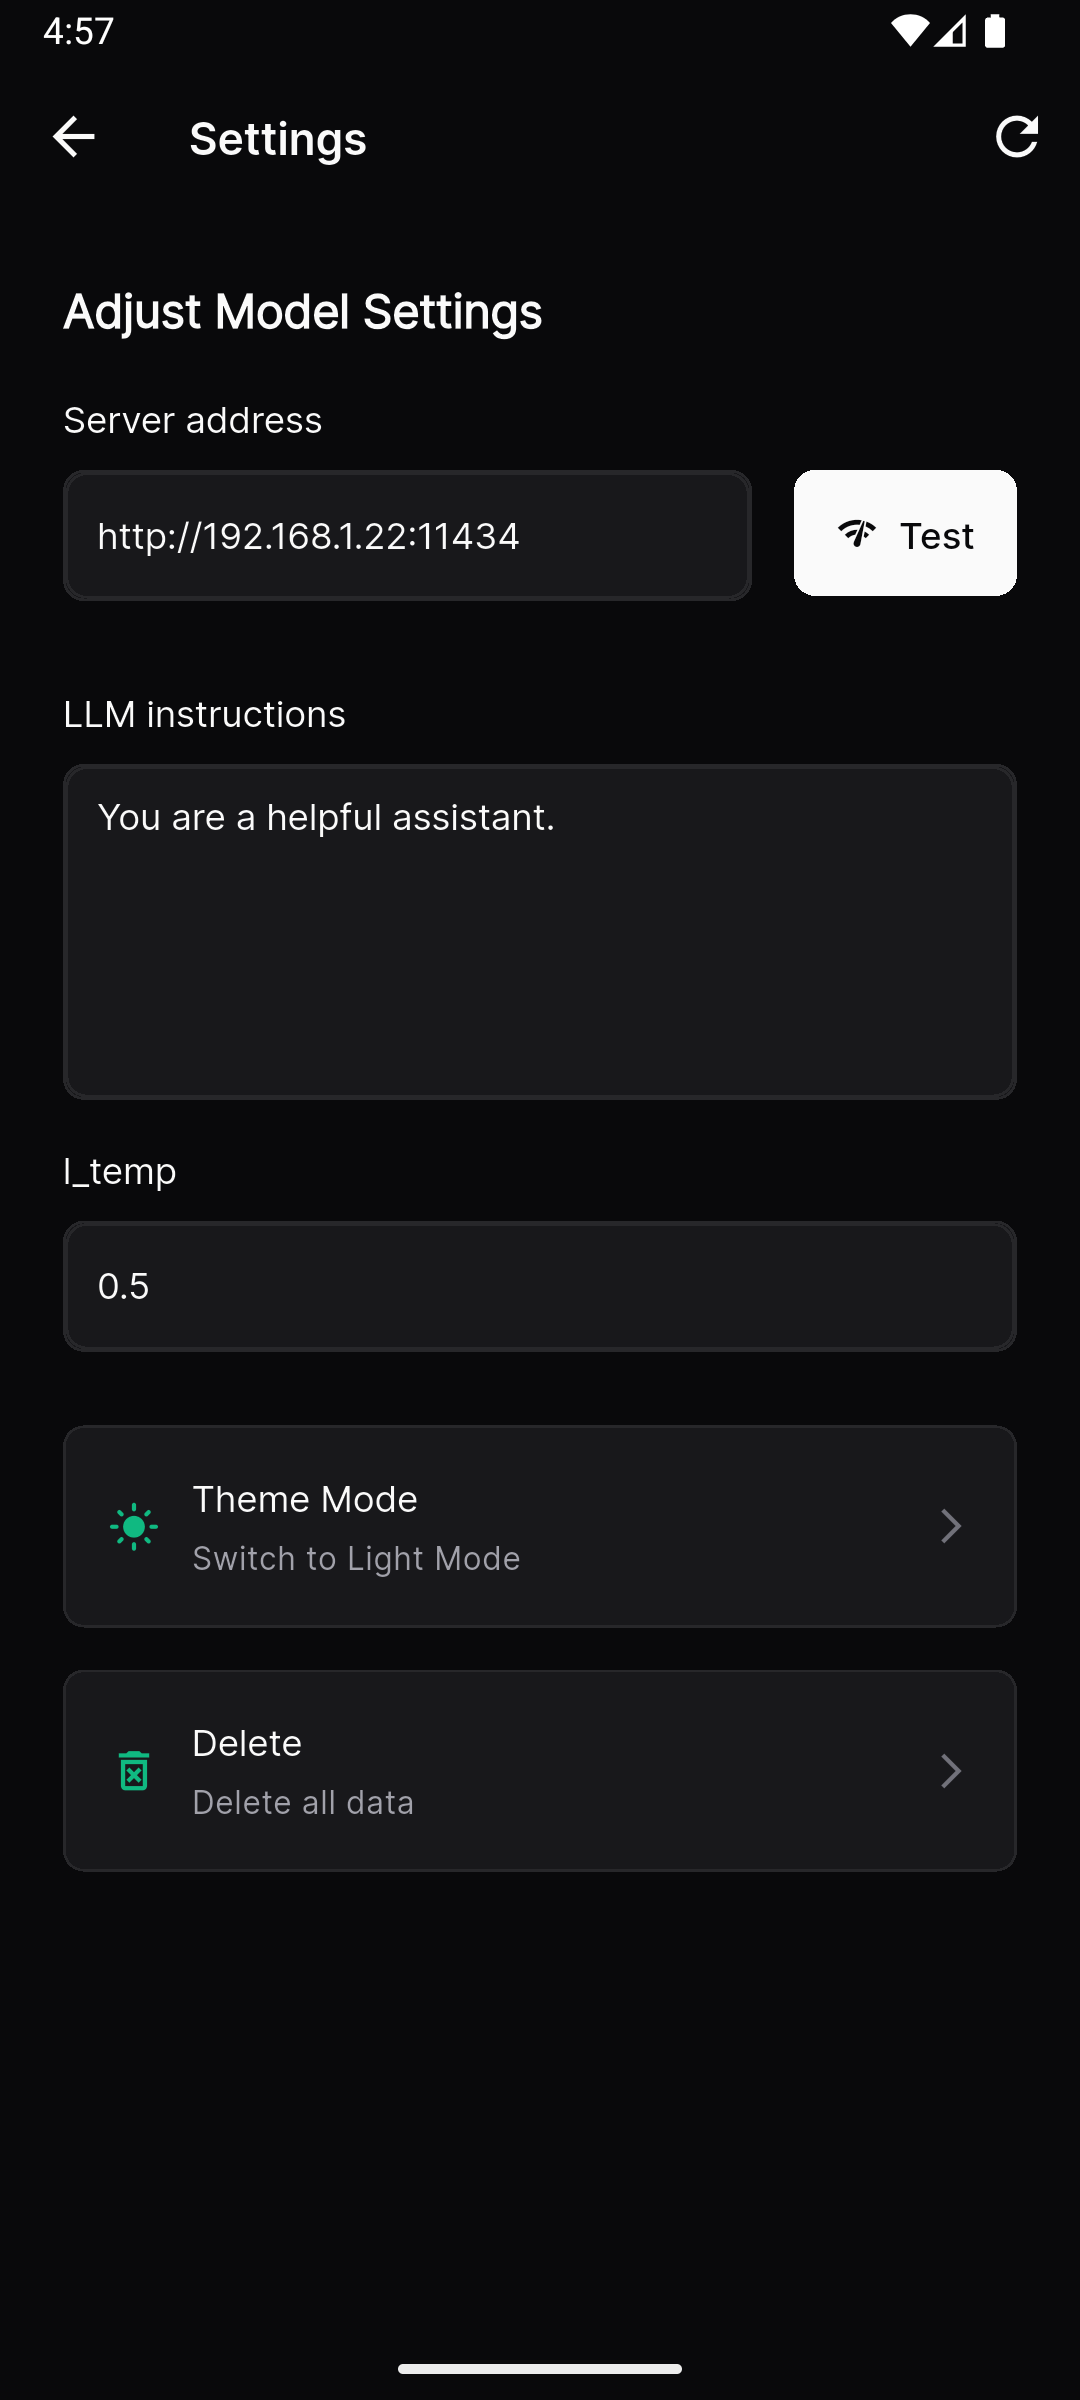 4:57
Settings
Adjust Model Settings
Server address
http://192.168.1.22:11434
Test
LLM instructions
You are a helpful assistant.
l_temp
0.5
Theme Mode
Switch to Light Mode
Delete
Delete all data